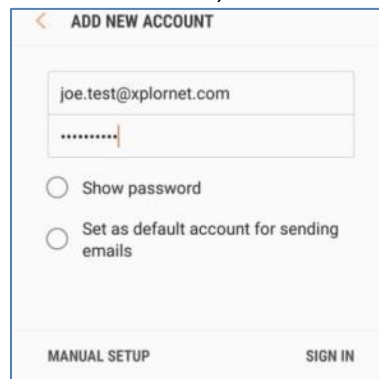 ADD NEW ACCOUNT
joe.test@xplornet.com
••••••••••
Show password
Set as default account for sending
emails
MANUAL SETUP
SIGN IN